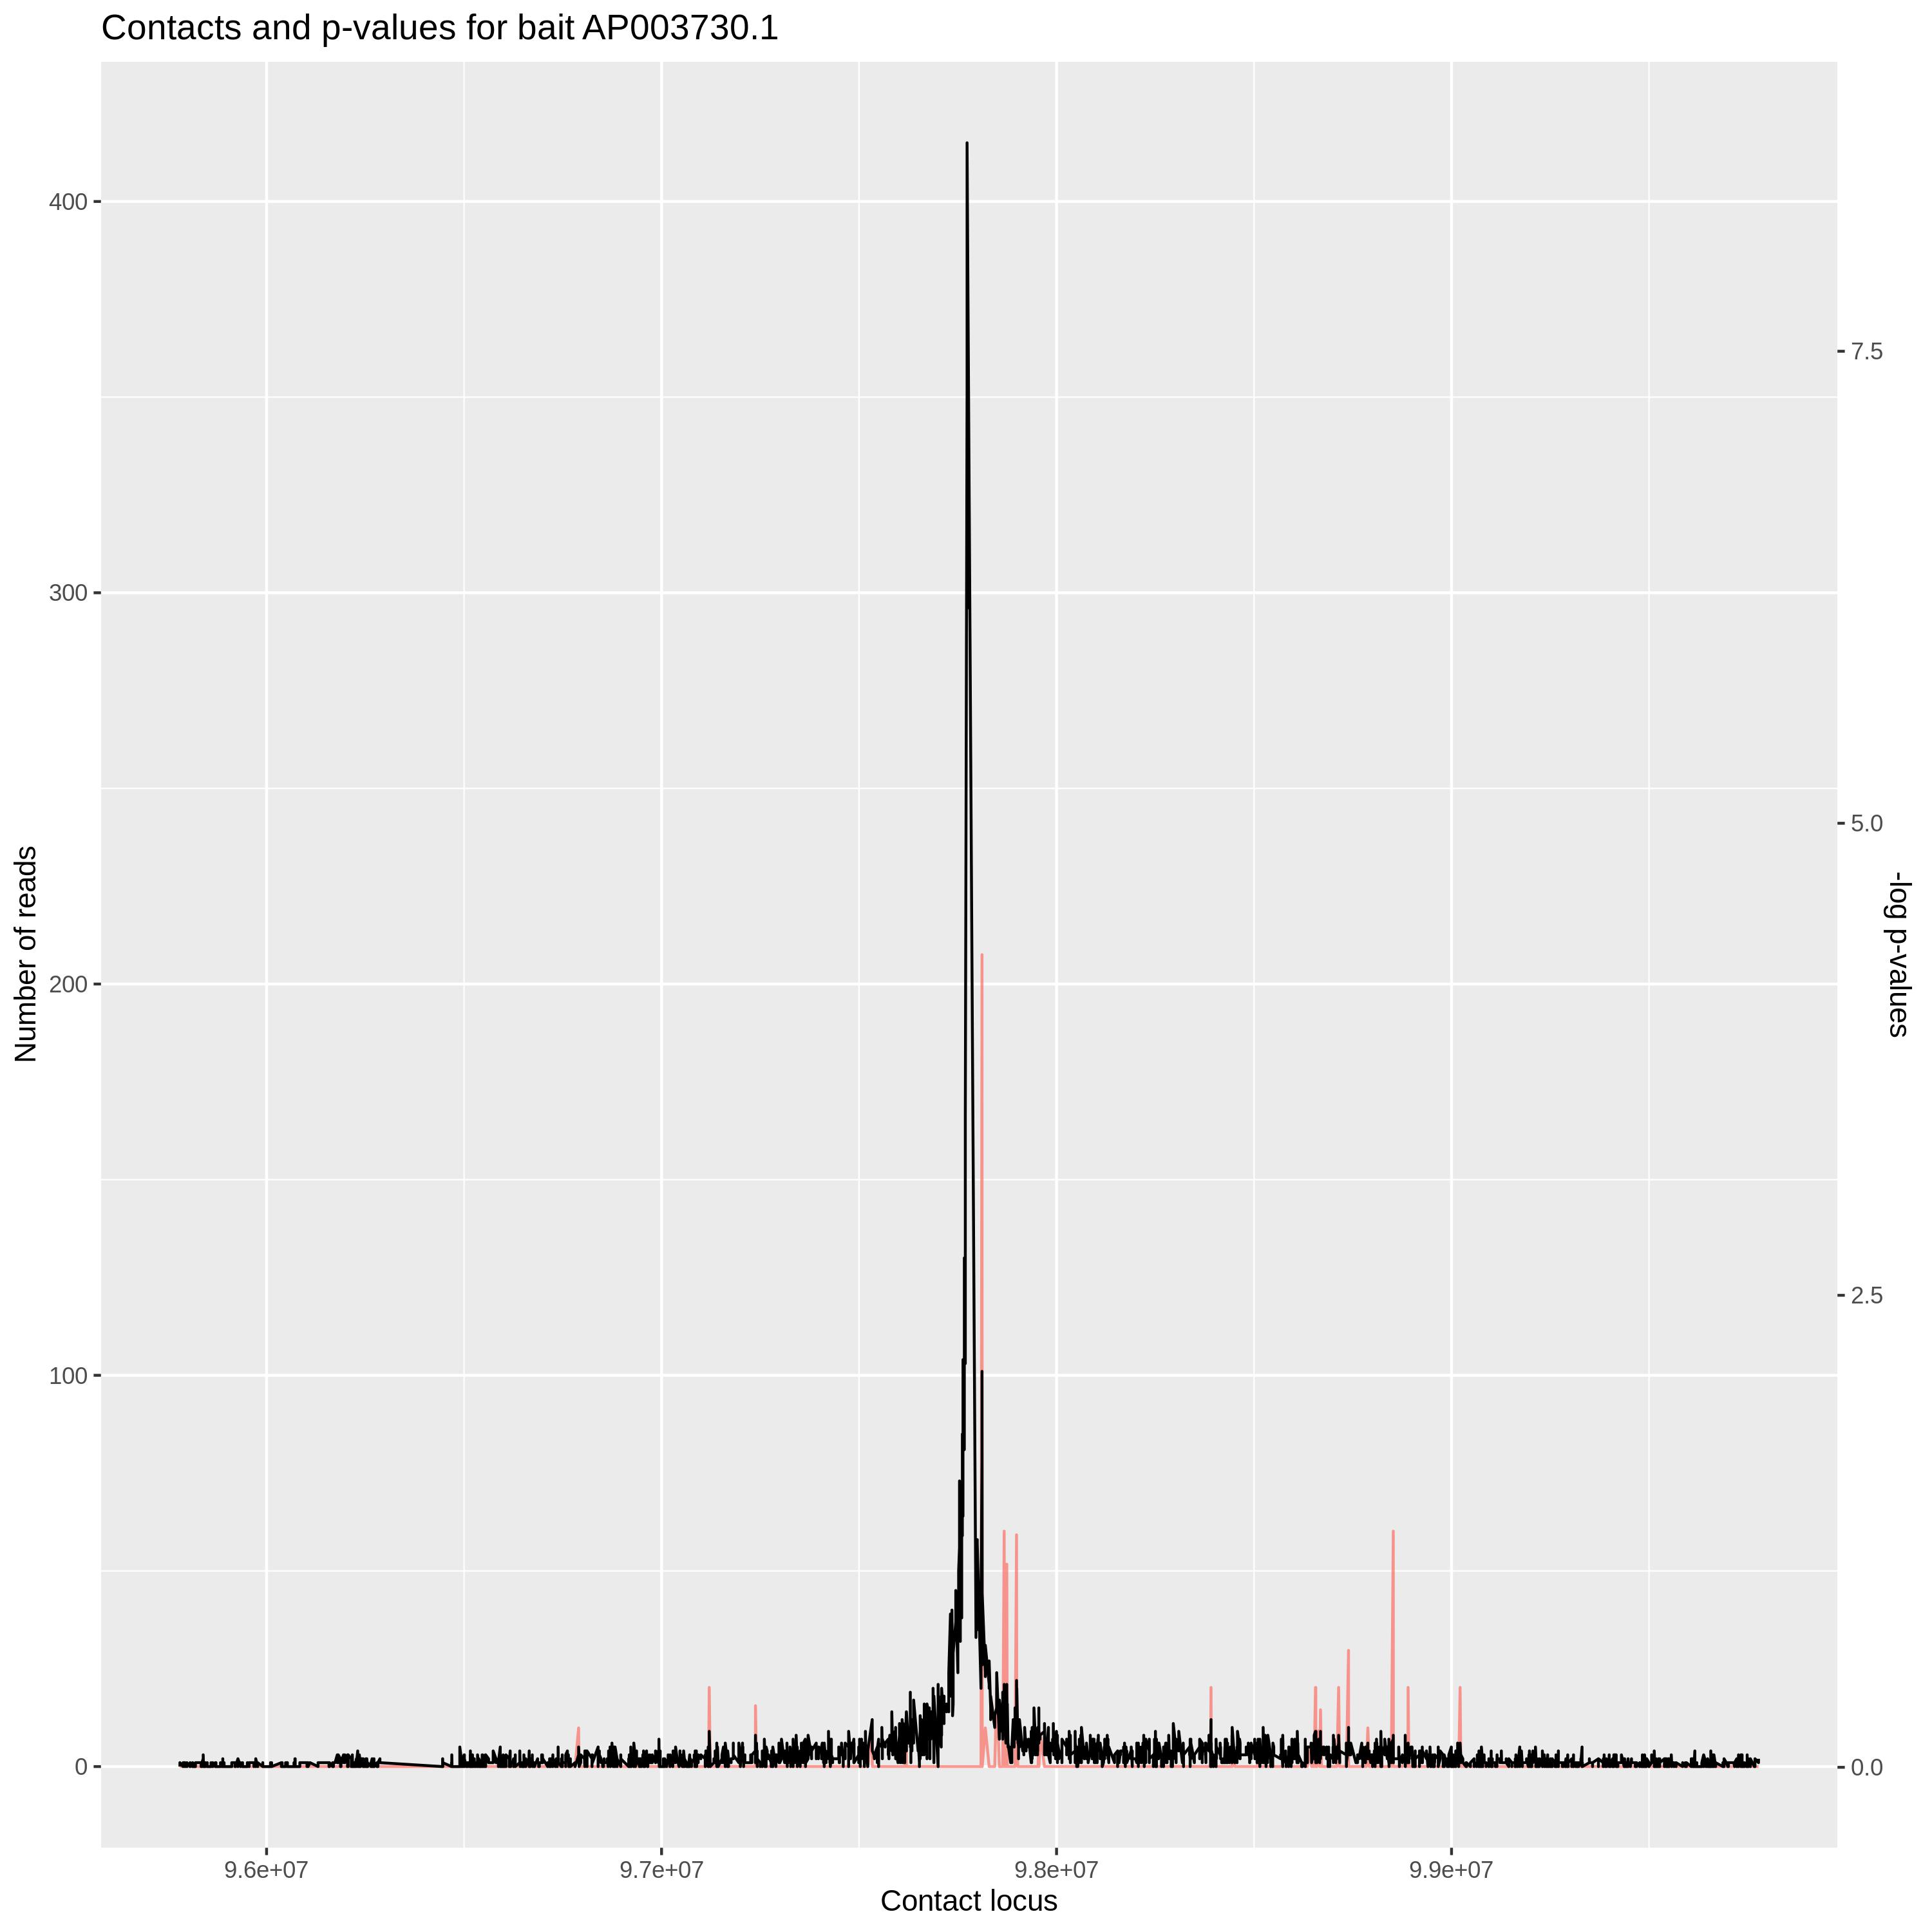 Contacts and p-values for bait AP003730.1
400
300
200
100
0
Number of reads
7.5
5.0
2.5
0.0
-log p-values
9.6e+07
9.7e+07
9.8e+07
9.9e+07
Contact locus